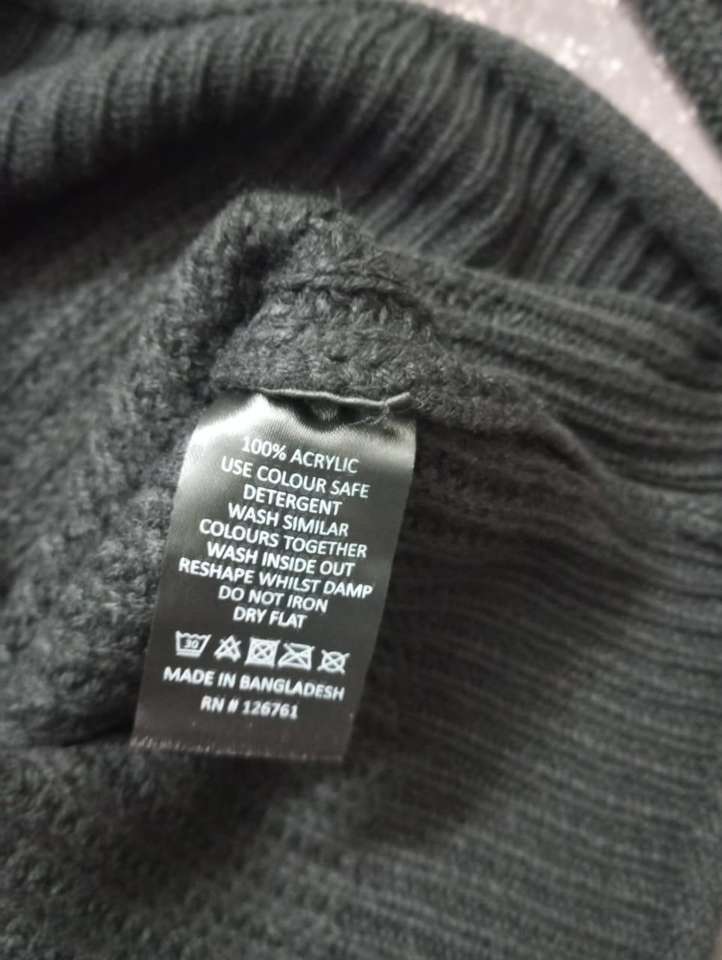 100% ACRYLIC
USE COLOUR SAFE
DETERGENT
WASH SIMILAR
COLOURS TOGETHER
WASH INSIDE OUT
RESHAPE WHILST DAMP
DO NOT IRON
DRY FLAT
30
MADE IN BANGLADESH
RN # 126761